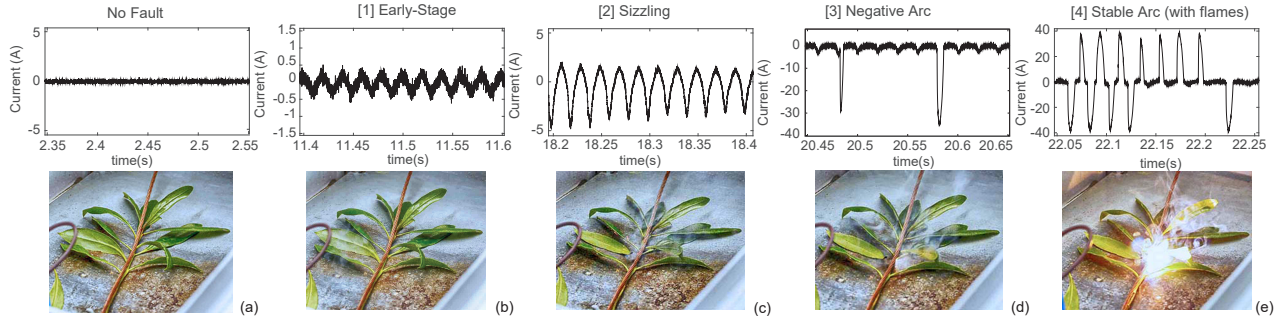 No Fault
[1] Early-Stage
[2] Sizzling
[3] Negative Arc
[4] Stable Arc (with flames)
Current (A)
5
0
-5
2.35 2.4 2.45 2.5 2.55
time(s)
Current (A)
1.5
1
0.5
0
-0.5
-1
-1.5
11.4 11.45 11.5 11.55 11.6
time(s)
Current (A)
5
0
-5
18.2 18.25 18.3 18.35 18.4
time(s)
Current (A)
0
-10
-20
-30
-40
20.45 20.5 20.55 20.6 20.65
time(s)
Current (A)
40
20
0
-20
-40
22.05 22.1 22.15 22.2 22.25
time(s)
(a)
(b)
(c)
(d)
(e)